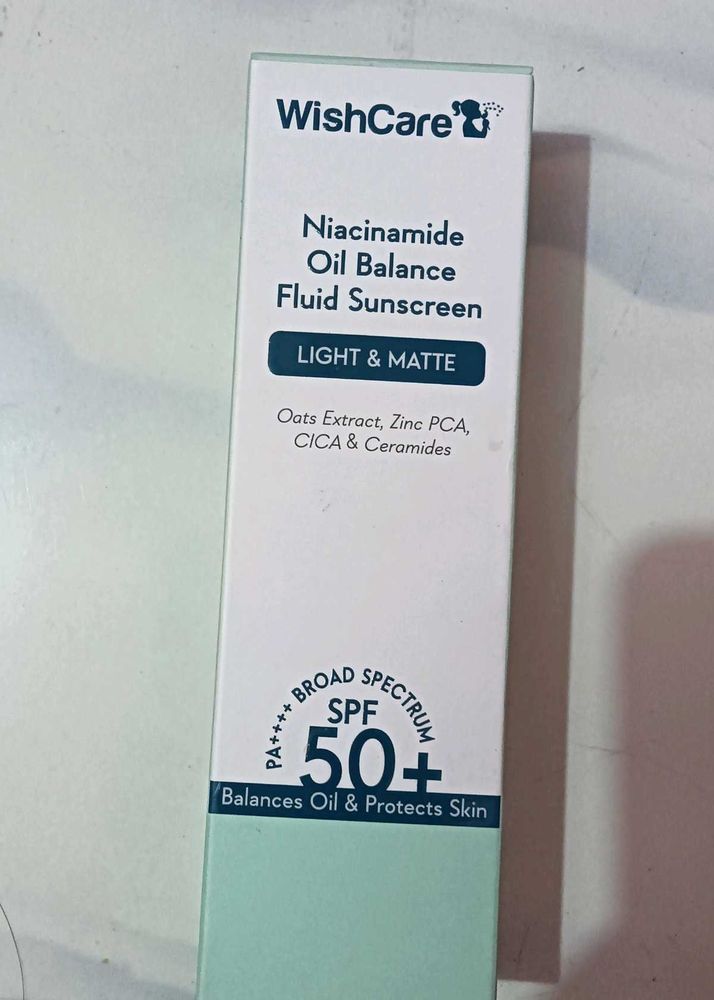 WishCare
Niacinamide
Oil Balance
Fluid Sunscreen
LIGHT & MATTE
Oats Extract, Zinc PCA,
CICA & Ceramides
PA++++ BROAD SPECTRUM
SPF
50+
Balances Oil & Protects Skin